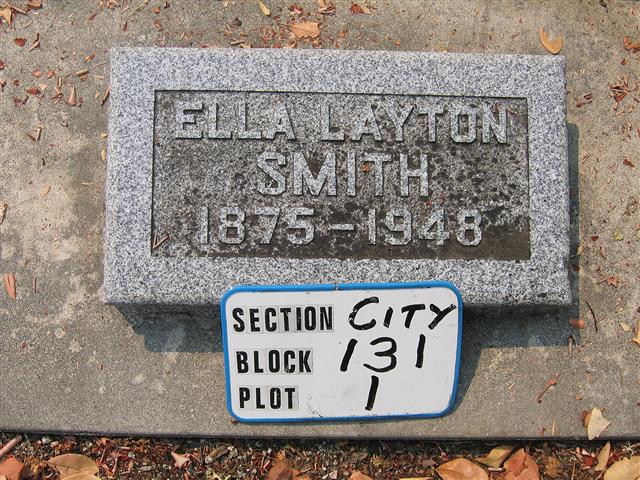 ELLA LAYTON
SMITH
1875-1948
SECTION CITY
BLOCK 131
PLOT 1